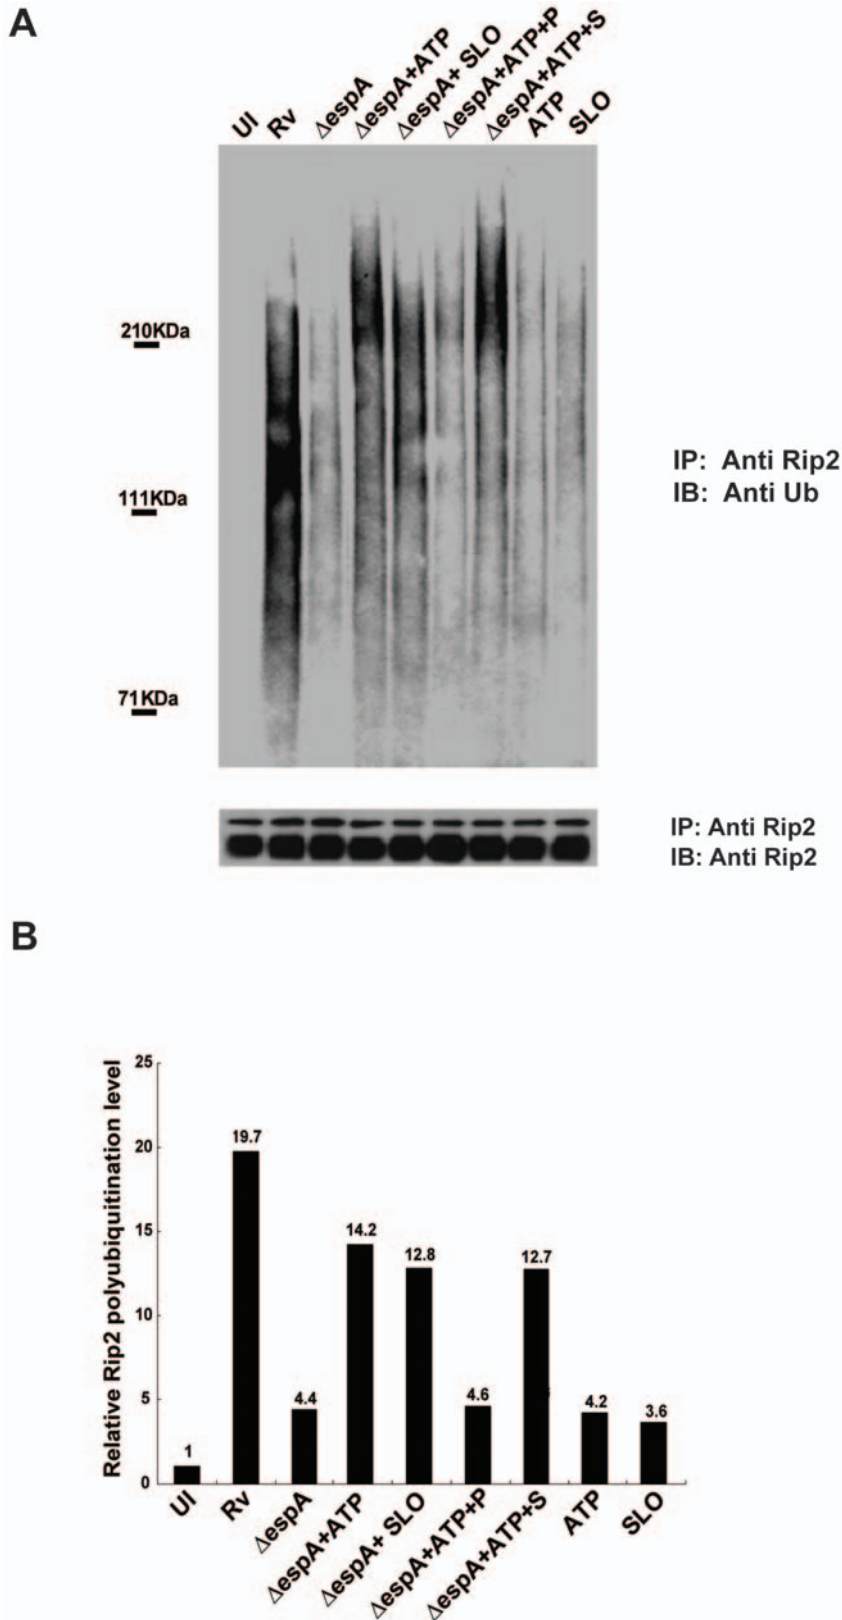 A
UI Rv ΔespA ΔespA+ATP ΔespA+ SLO ΔespA+ATP+P ΔespA+ATP+S ATP SLO
210KDa
111KDa
71KDa
IP: Anti Rip2
IB: Anti Ub
IP: Anti Rip2
IB: Anti Rip2
B
Relative Rip2 polyubiquitination level
25
20
15
10
5
0
1
19.7
4.4
14.2
12.8
4.6
12.7
4.2
3.6
UI Rv ΔespA ΔespA+ATP ΔespA+ SLO ΔespA+ATP+P ΔespA+ATP+S ATP SLO